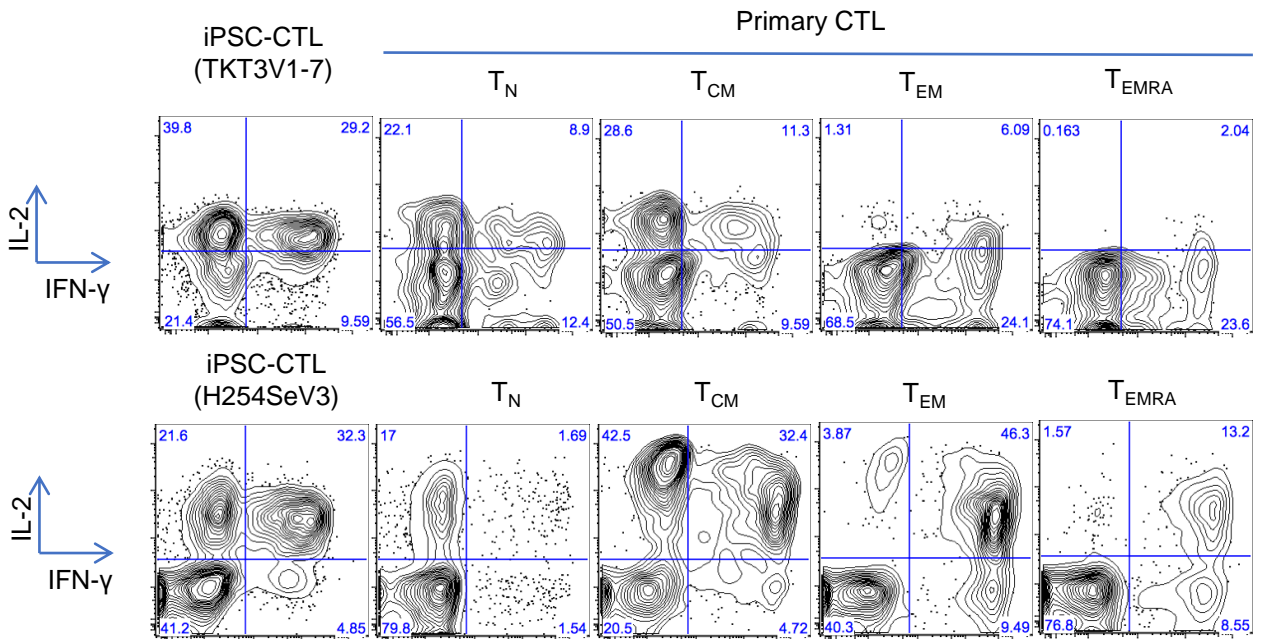 iPSC-CTL
(TKT3V1-7)
Primary CTL
TN
TCM
TEM
TEMRA
39.8 29.2
22.1 8.9
28.6 11.3
1.31 6.09
0.163 2.04
IL-2
IFN-γ
21.4 9.59
56.5 12.4
50.5 9.59
68.5 24.1
74.1 23.6
iPSC-CTL
(H254SeV3)
TN
TCM
TEM
TEMRA
21.6 32.3
17 1.69
42.5 32.4
3.87 46.3
1.57 13.2
IL-2
IFN-γ
41.2 4.85
79.8 1.54
20.5 4.72
40.3 9.49
76.8 8.55